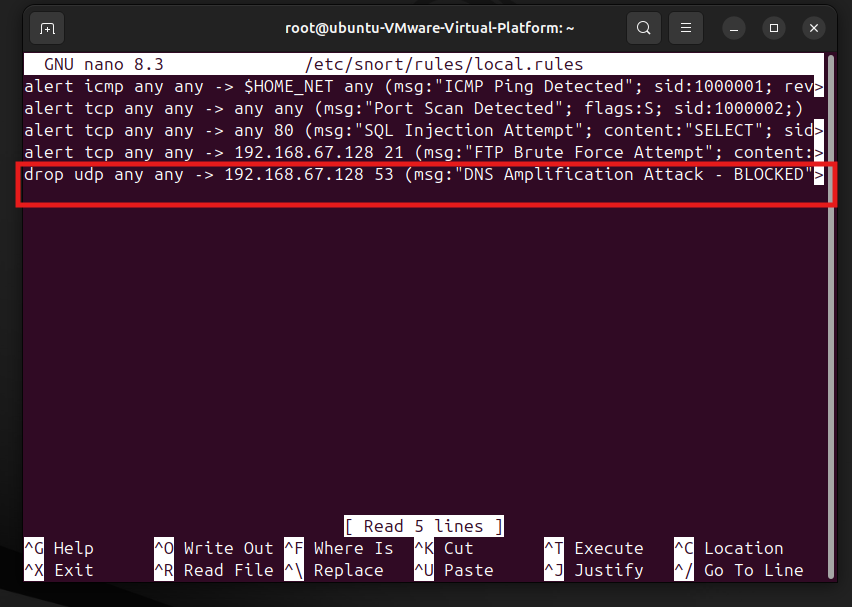 root@ubuntu-VMware-Virtual-Platform: ~
GNU nano 8.3 /etc/snort/rules/local.rules
alert icmp any any -> $HOME_NET any (msg:"ICMP Ping Detected"; sid:1000001; rev>
alert tcp any any -> any any (msg:"Port Scan Detected"; flags:S; sid:1000002;)
alert tcp any any -> any 80 (msg:"SQL Injection Attempt"; content:"SELECT"; sid>
alert tcp any any -> 192.168.67.128 21 (msg:"FTP Brute Force Attempt"; content:>
drop udp any any -> 192.168.67.128 53 (msg:"DNS Amplification Attack - BLOCKED">
[ Read 5 lines ]
^G Help ^O Write Out ^F Where Is ^K Cut ^T Execute ^C Location
^X Exit ^R Read File ^\ Replace ^U Paste ^J Justify ^/ Go To Line